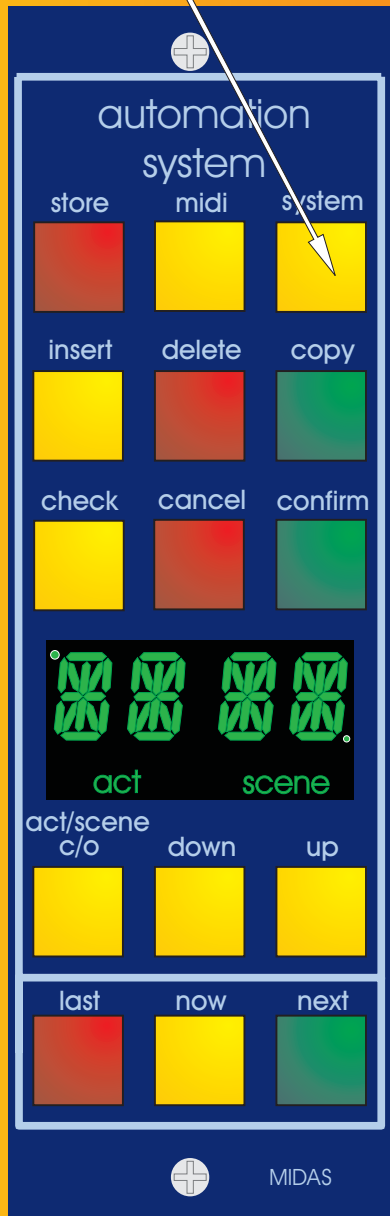 automation
system
store midi system
insert delete copy
check cancel confirm
act scene
act/scene
c/o down up
last now next
MIDAS